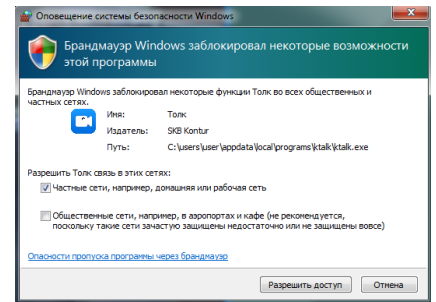 Оповещение системы безопасности Windows
Брандмауэр Windows заблокировал некоторые возможности
этой программы
Брандмауэр Windows заблокировал некоторые функции Толк во всех общественных и
частных сетях.
Имя: Толк
Издатель: SKB Kontur
Путь: C:\users\user\appdata\local\programs\ktalk\ktalk.exe
Разрешить Толк связь в этих сетях:
Частные сети, например, домашняя или рабочая сеть
Общественные сети, например, в аэропортах и кафе (не рекомендуется,
поскольку такие сети зачастую защищены недостаточно или не защищены вовсе)
Опасности пропуска программы через брандмауэр
Разрешить доступ Отмена